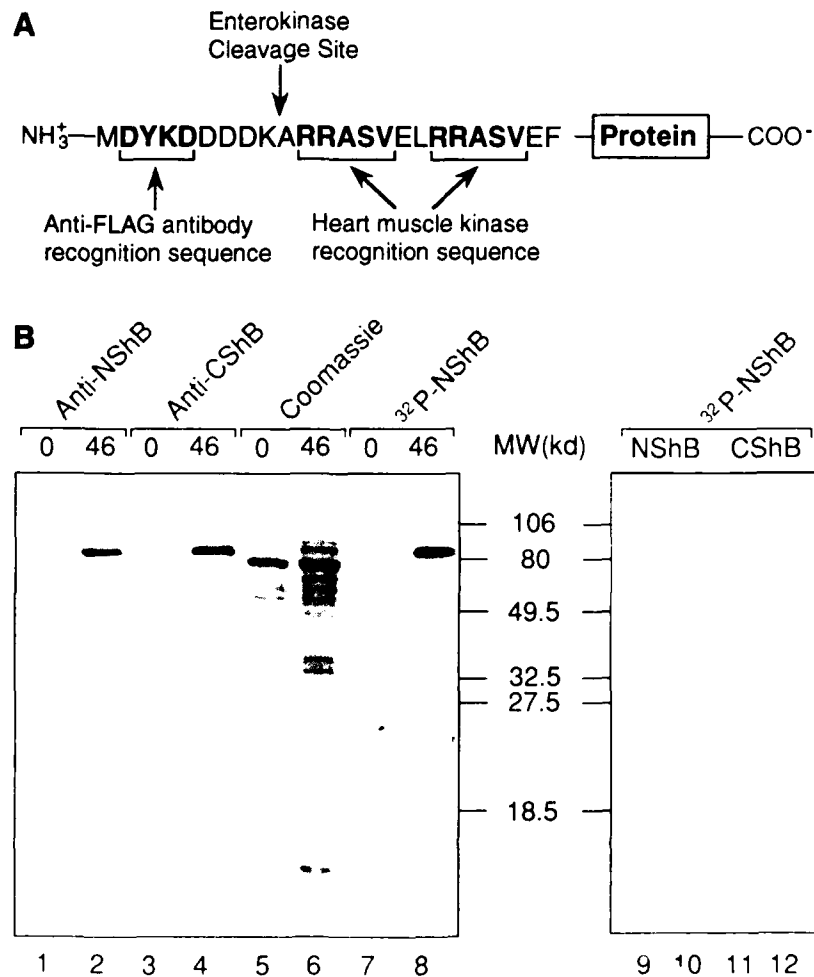 A
Enterokinase
Cleavage Site
NH3+—MDYKDDDDKARRASVELRRASVEF — Protein — COO-
Anti-FLAG antibody
recognition sequence
Heart muscle kinase
recognition sequence
B
Anti-NShB Anti-CShB Coomassie 32P-NShB 32P-NShB
0 46 0 46 0 46 0 46 MW(kd) NShB CShB
106
80
49.5
32.5
27.5
18.5
1 2 3 4 5 6 7 8 9 10 11 12